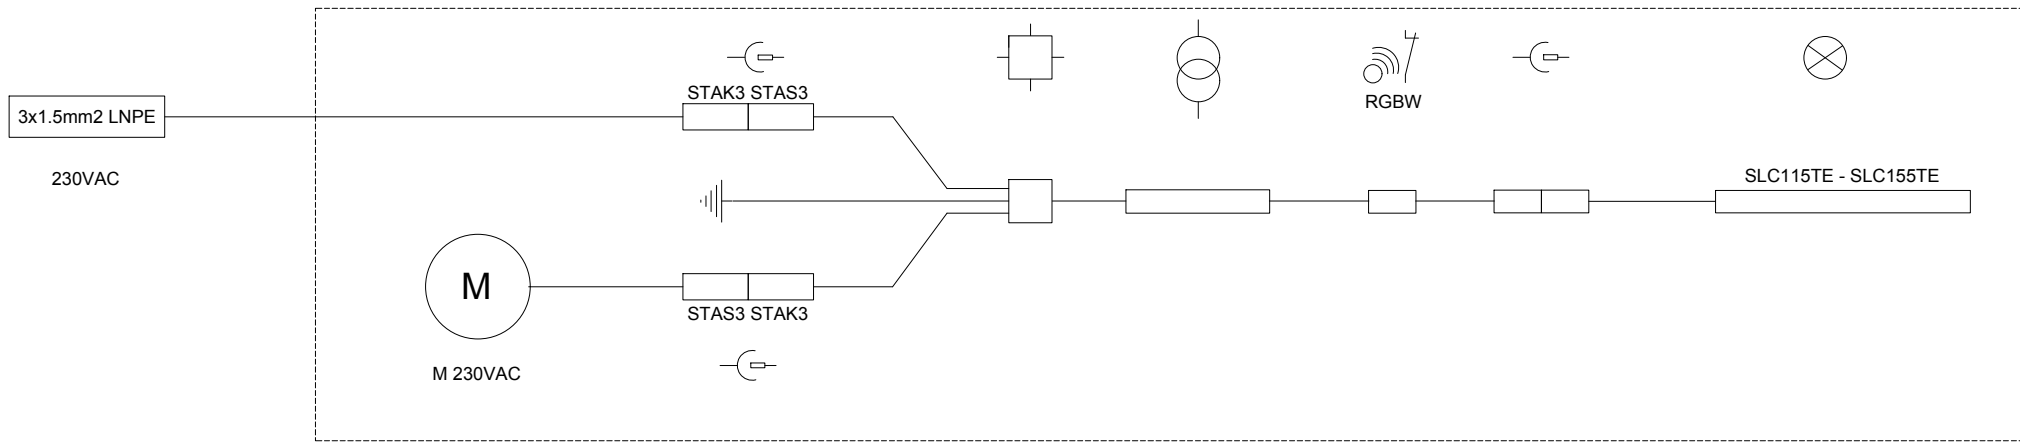 STAK3 STAS3
RGBW
3x1.5mm2 LNPE
230VAC
SLC115TE - SLC155TE
M
STAS3 STAK3
M 230VAC